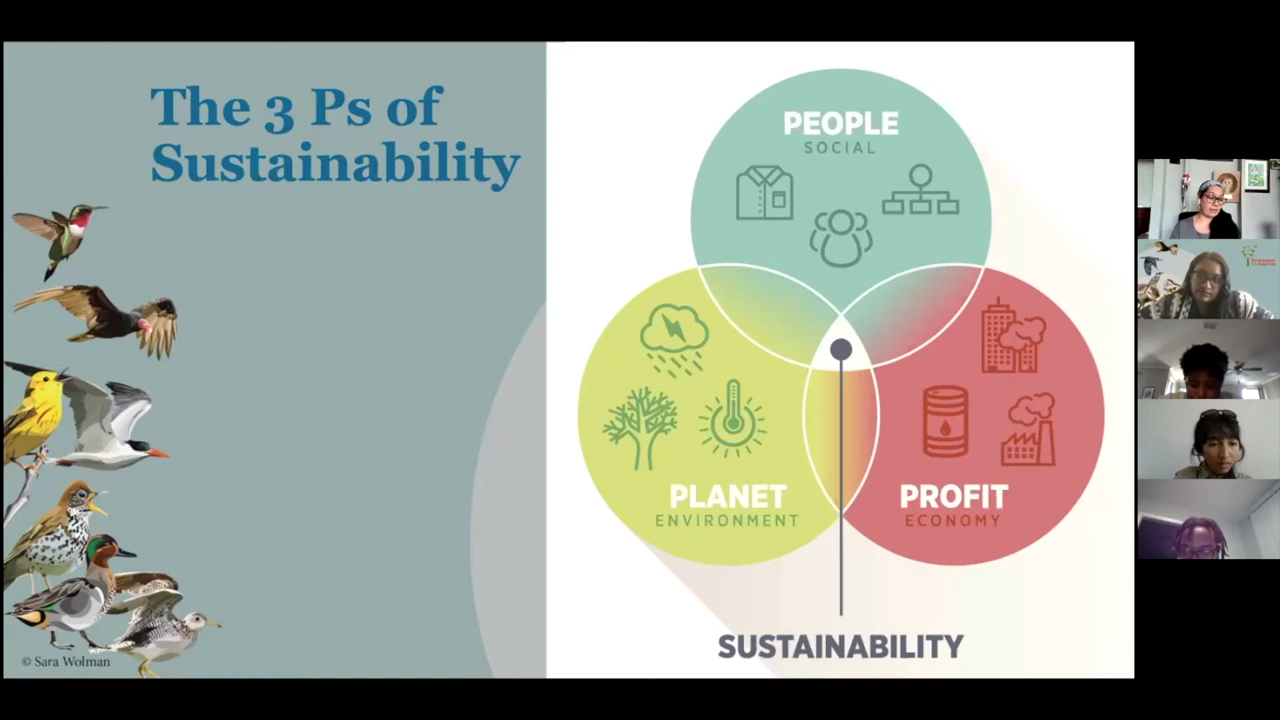 The 3 Ps of
Sustainability
PEOPLE
SOCIAL
PLANET
ENVIRONMENT
PROFIT
ECONOMY
SUSTAINABILITY
© Sara Wolman